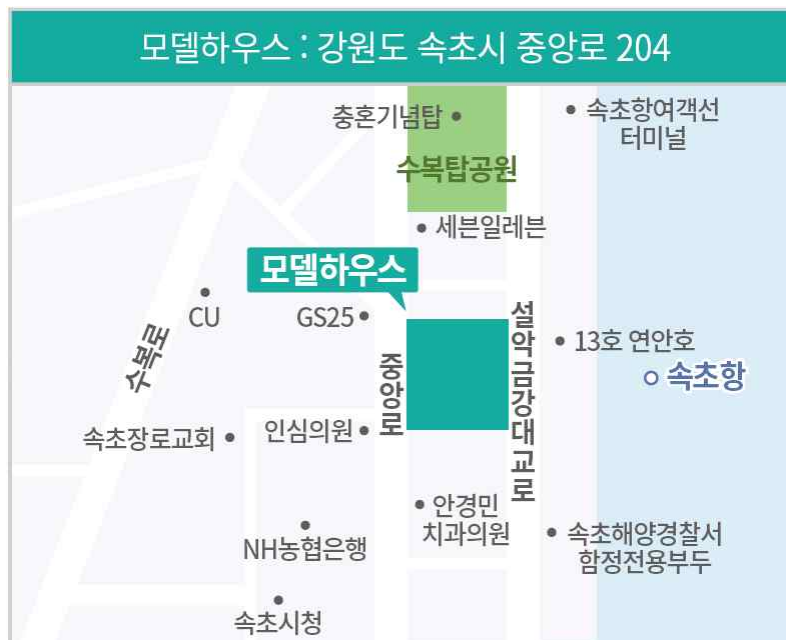 모델하우스 : 강원도 속초시 중앙로 204
충혼기념탑
속초항여객선
터미널
수복탑공원
세븐일레븐
모델하우스
CU
GS25
설악금강대교로
13호 연안호
수복로
중앙로
속초항
속초장로교회
인심의원
안경민
치과의원
NH농협은행
속초해양경찰서
함정전용부두
속초시청